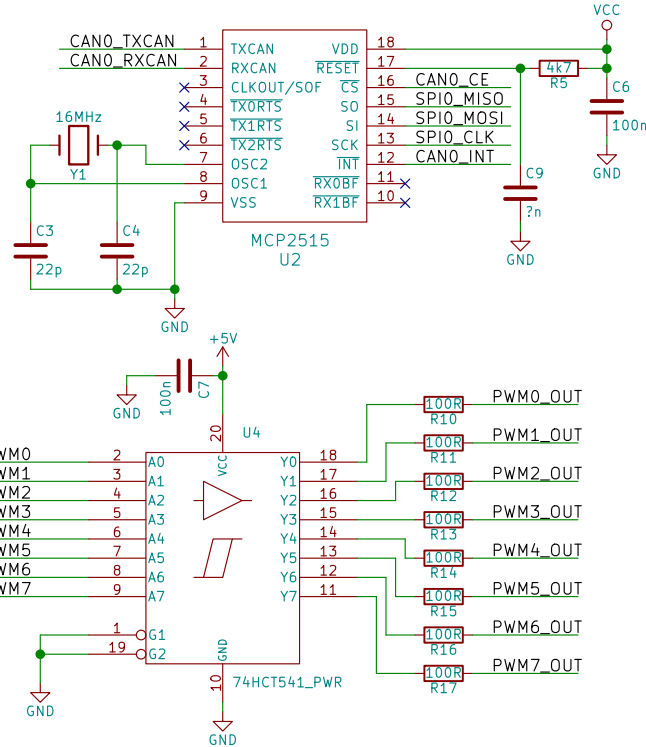 VCC
CAN0_TXCAN 1 TXCAN VDD 18
CAN0_RXCAN 2 RXCAN RESET 17 4k7
R5
3 CLKOUT/SOF CS 16 CAN0_CE C6
4 TX0RTS SO 15 SPI0_MISO
16MHz 5 TX1RTS SI 14 SPI0_MOSI 100n
6 TX2RTS SCK 13 SPI0_CLK
7 OSC2 INT 12 CAN0_INT
Y1 GND
8 OSC1 RX0BF 11 C9
9 VSS RX1BF 10
?n
C3 C4
MCP2515
U2
22p 22p
GND
GND
+5V
100n C7
GND
20 U4
VCC
PWM0_OUT
100R
R10
PWM1_OUT
100R
R11
WM0 2 A0 Y0 18
WM1 3 A1 Y1 17
PWM2_OUT
100R
R12
WM2 4 A2 Y2 16
WM3 5 A3 Y3 15
PWM3_OUT
100R
R13
WM4 6 A4 Y4 14
WM5 7 A5 Y5 13
PWM4_OUT
100R
R14
WM6 8 A6 Y6 12
WM7 9 A7 Y7 11
PWM5_OUT
100R
R15
1 G1
PWM6_OUT
100R
R16
19 G2
GND
PWM7_OUT
100R
R17
10
74HCT541_PWR
GND
GND